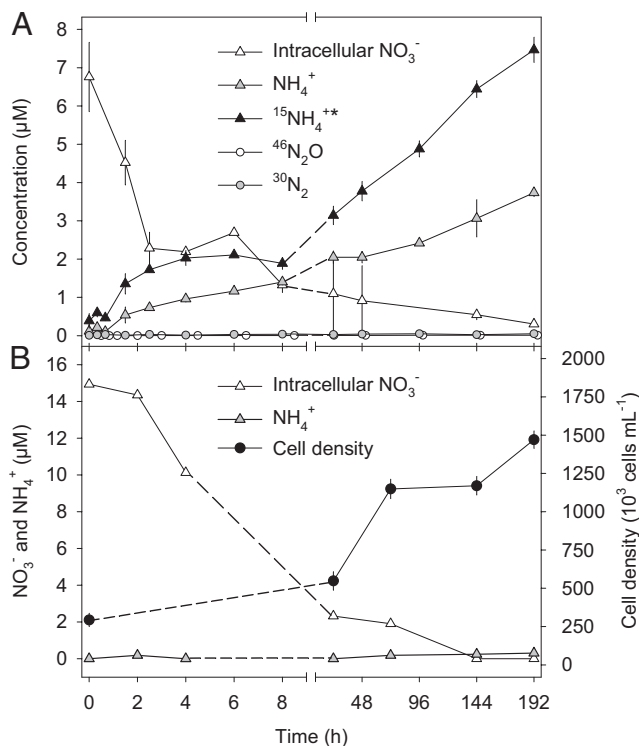 A
Concentration (µM)
8
7
6
5
4
3
2
1
0
Intracellular NO₃⁻
NH₄⁺
¹⁵NH₄⁺*
⁴⁶N₂O
³⁰N₂
B
NO₃⁻ and NH₄⁺ (µM)
16
14
12
10
8
6
4
2
0
Intracellular NO₃⁻
NH₄⁺
Cell density
2000
1750
1500
1250
1000
750
500
250
0
Cell density (10³ cells mL⁻¹)
0 2 4 6 8 48 96 144 192
Time (h)